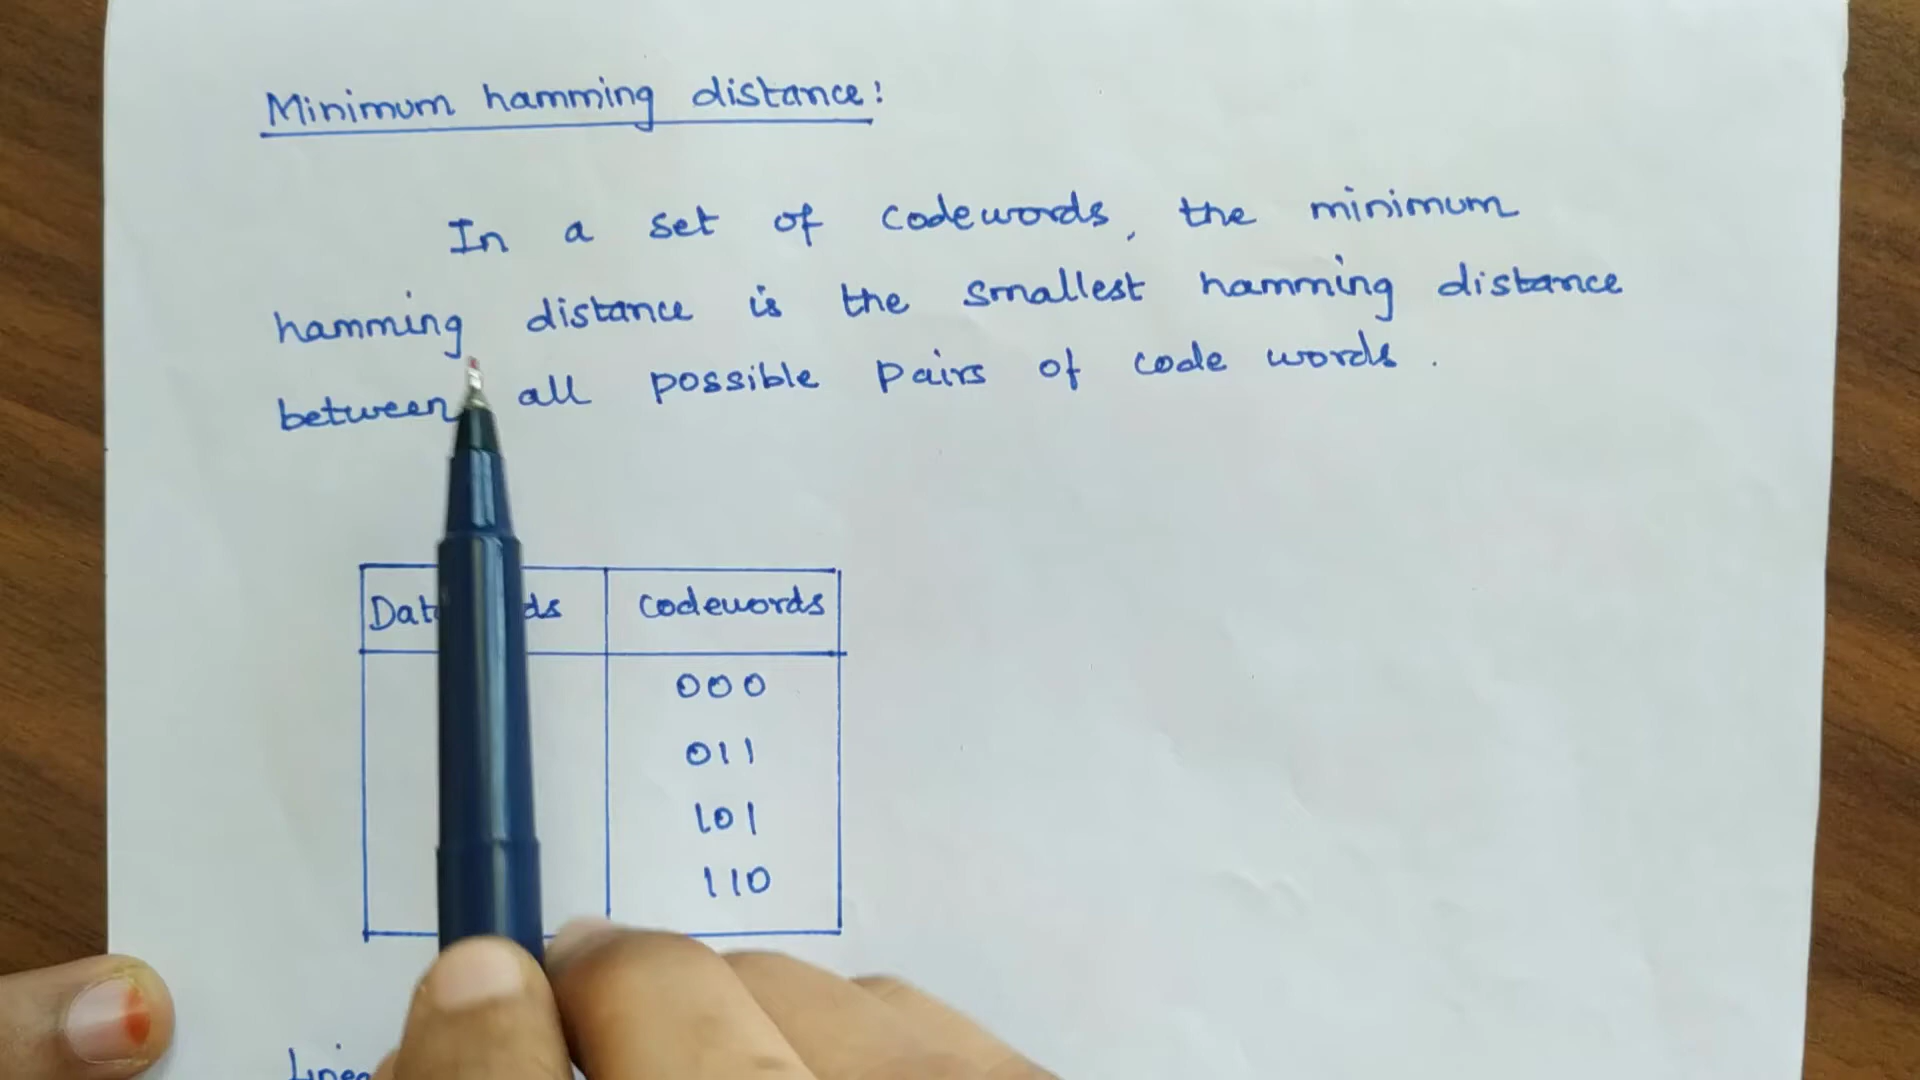 Minimum hamming distance:
In a set of codewords, the minimum
hamming distance is the smallest hamming distance
between all possible pairs of code words.
codewords
000
011
101
110